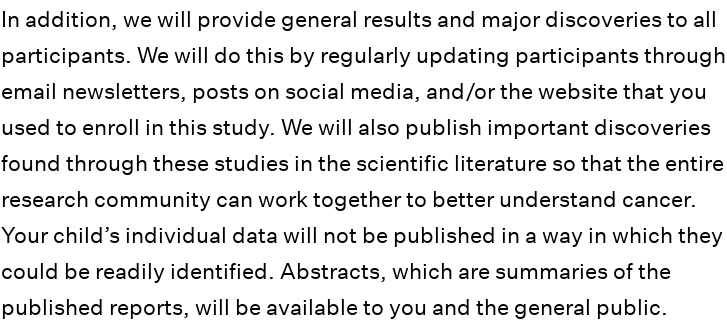 In addition, we will provide general results and major discoveries to all
participants. We will do this by regularly updating participants through
email newsletters, posts on social media, and/or the website that you
used to enroll in this study. We will also publish important discoveries
found through these studies in the scientific literature so that the entire
research community can work together to better understand cancer.
Your child’s individual data will not be published in a way in which they
could be readily identified. Abstracts, which are summaries of the
published reports, will be available to you and the general public.